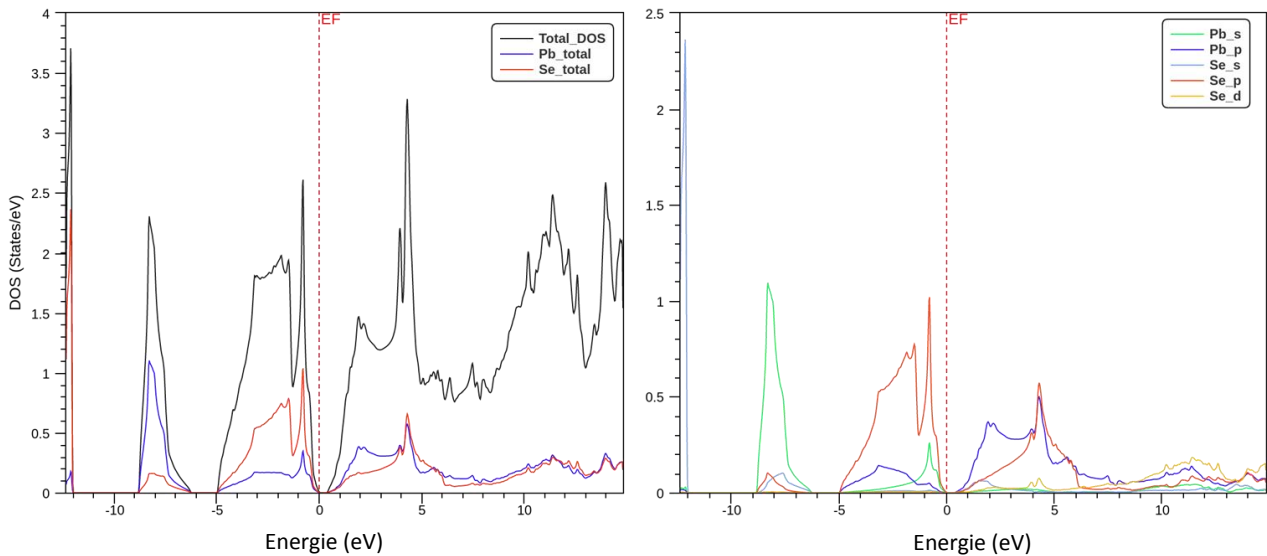 EF
Total_DOS
Pb_total
Se_total
DOS (States/eV)
4
3.5
3
2.5
2
1.5
1
0.5
0
-10
-5
0
5
10
Energie (eV)
EF
Pb_s
Pb_p
Se_s
Se_p
Se_d
2.5
2
1.5
1
0.5
0
-10
-5
0
5
10
Energie (eV)